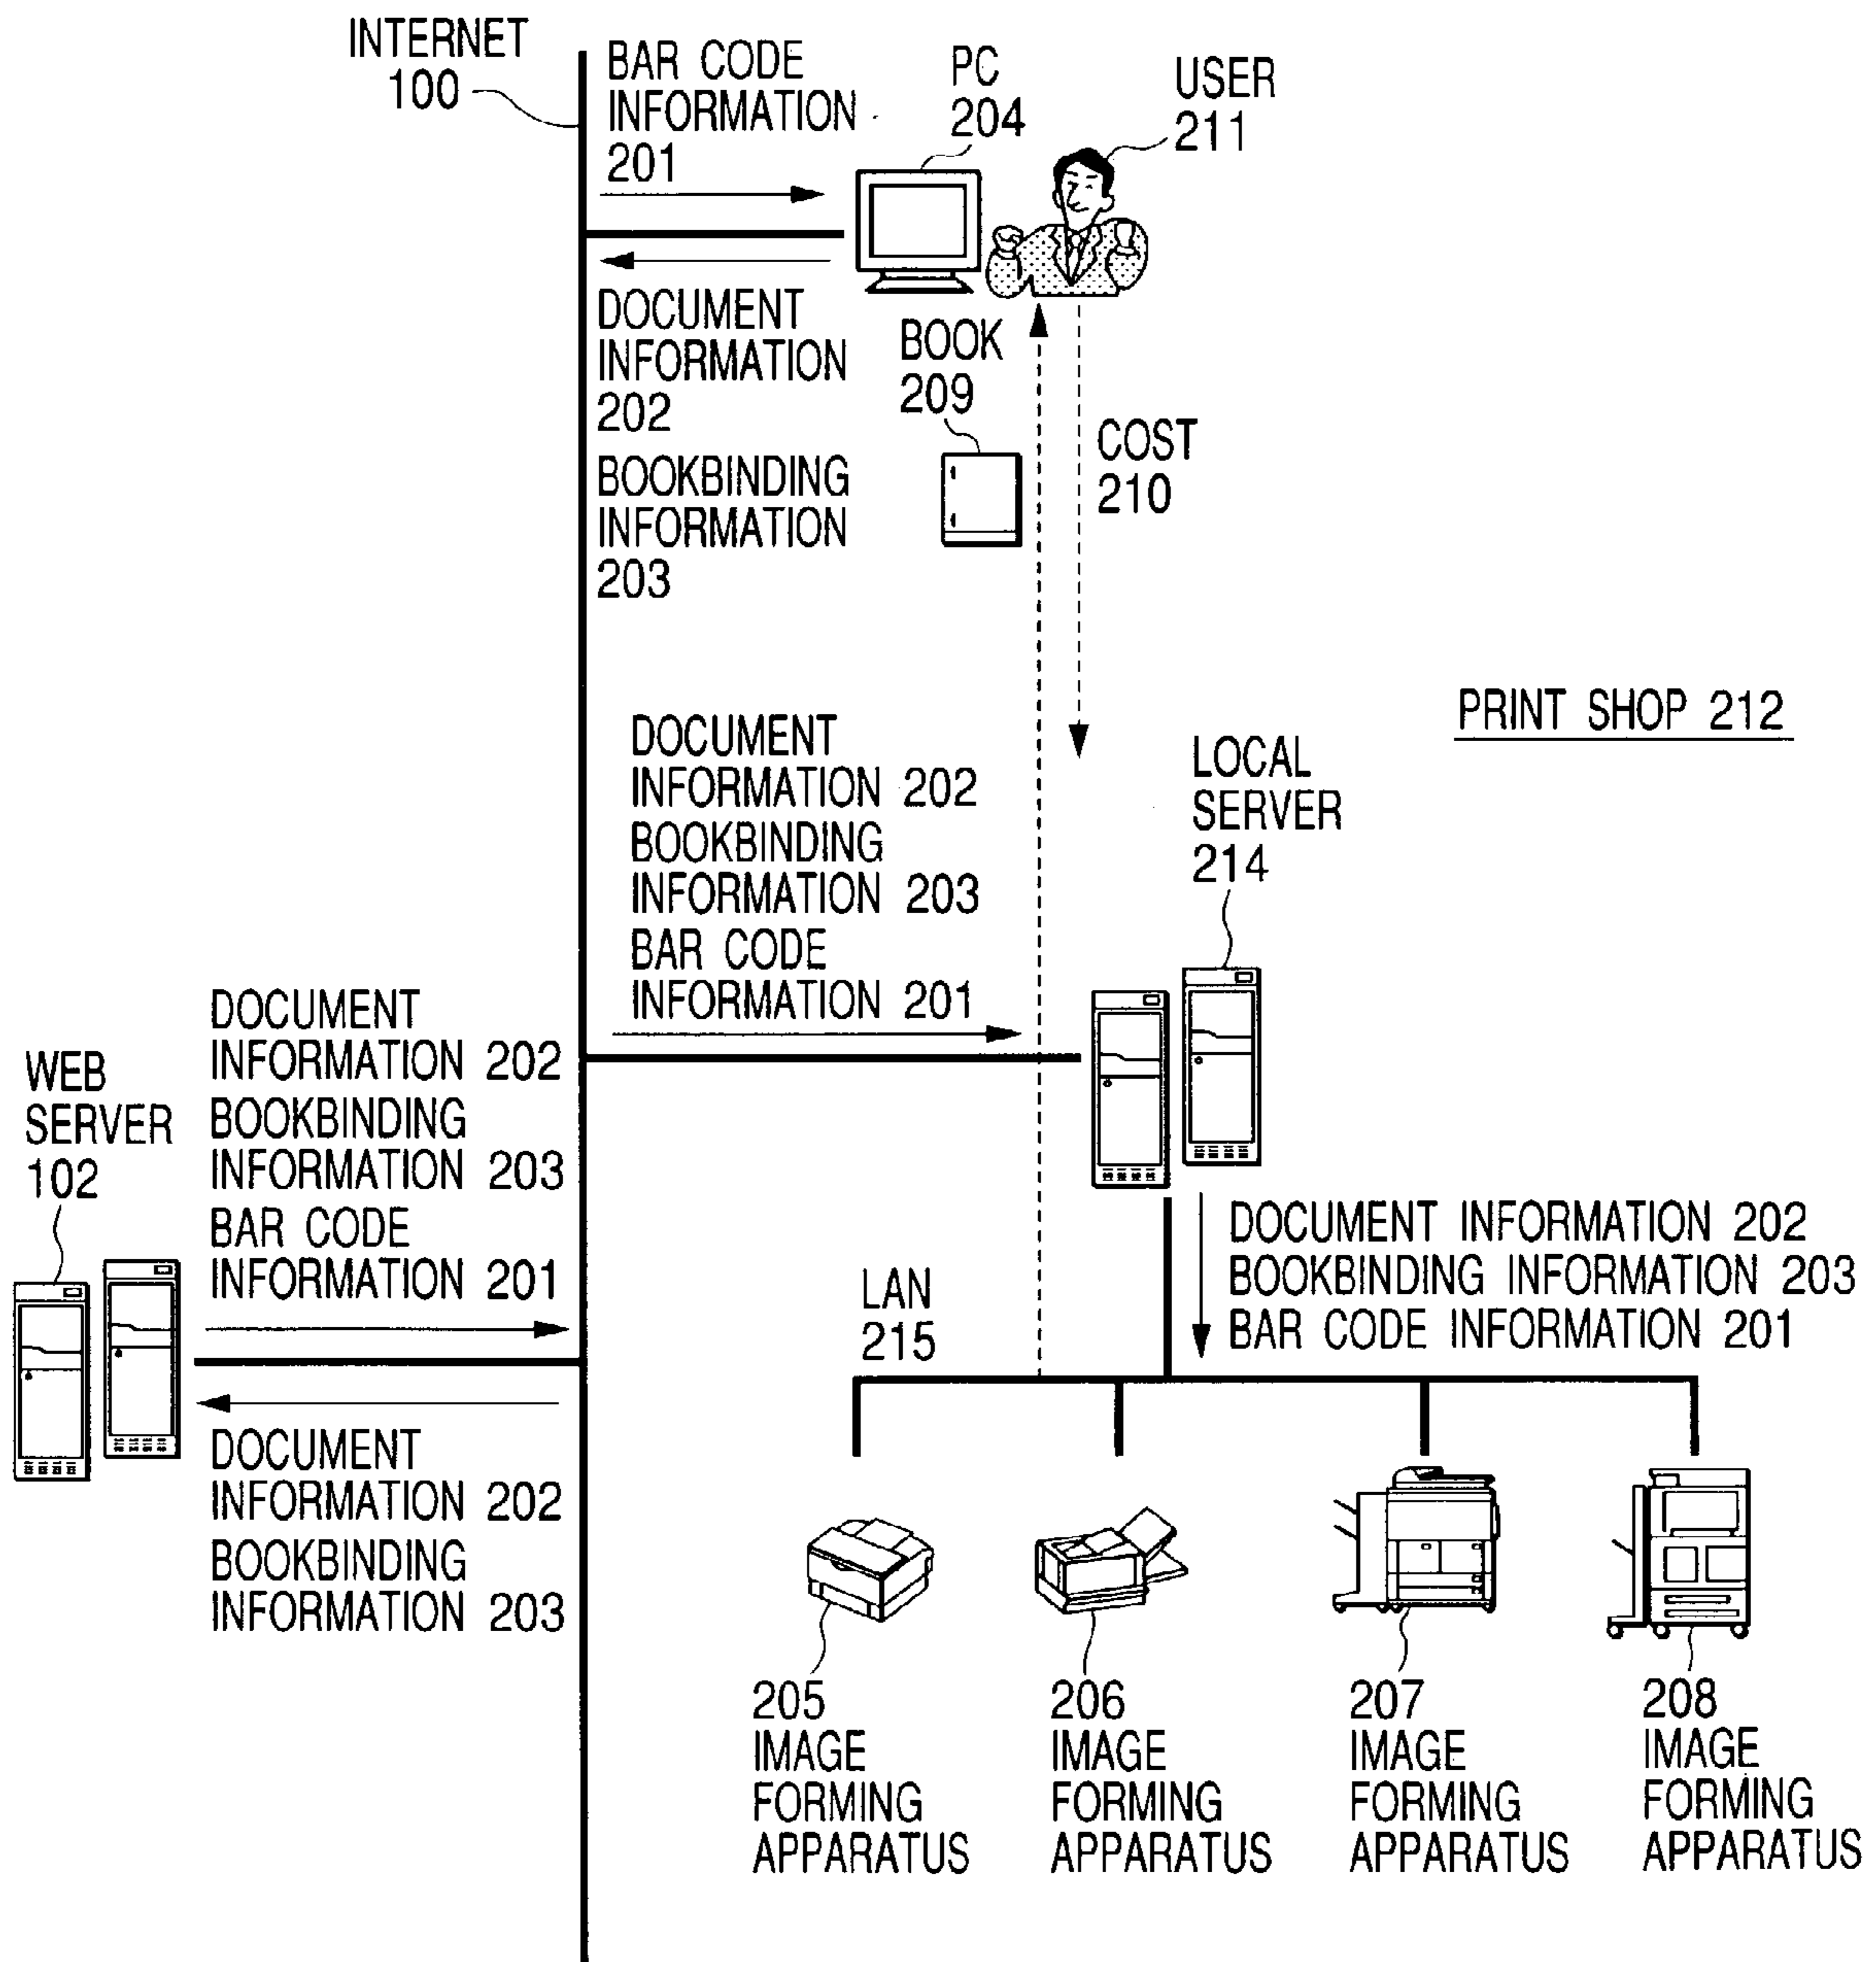 INTERNET
100
BAR CODE
INFORMATION
201
PC
204
USER
211
DOCUMENT
INFORMATION
202
BOOKBINDING
INFORMATION
203
BOOK
209
COST
210
PRINT SHOP 212
DOCUMENT
INFORMATION 202
BOOKBINDING
INFORMATION 203
BAR CODE
INFORMATION 201
LOCAL
SERVER
214
WEB
SERVER
102
DOCUMENT
INFORMATION 202
BOOKBINDING
INFORMATION 203
BAR CODE
INFORMATION 201
DOCUMENT
INFORMATION 202
BOOKBINDING
INFORMATION 203
DOCUMENT INFORMATION 202
BOOKBINDING INFORMATION 203
BAR CODE INFORMATION 201
LAN
215
205
IMAGE
FORMING
APPARATUS
206
IMAGE
FORMING
APPARATUS
207
IMAGE
FORMING
APPARATUS
208
IMAGE
FORMING
APPARATUS